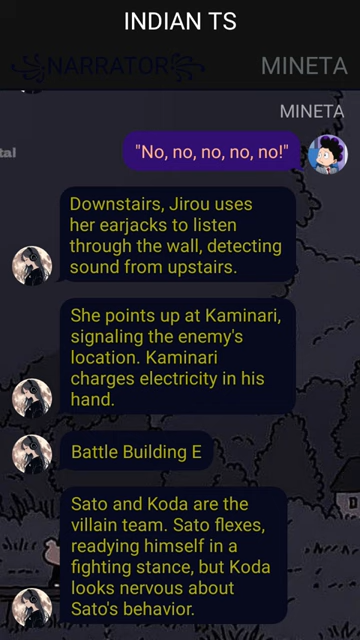 INDIAN TS
NARRATOR
MINETA
MINETA
tal
"No, no, no, no, no!"
Downstairs, Jirou uses
her earjacks to listen
through the wall, detecting
sound from upstairs.
She points up at Kaminari,
signaling the enemy's
location. Kaminari
charges electricity in his
hand.
Battle Building E
Sato and Koda are the
villain team. Sato flexes,
readying himself in a
fighting stance, but Koda
looks nervous about
Sato's behavior.